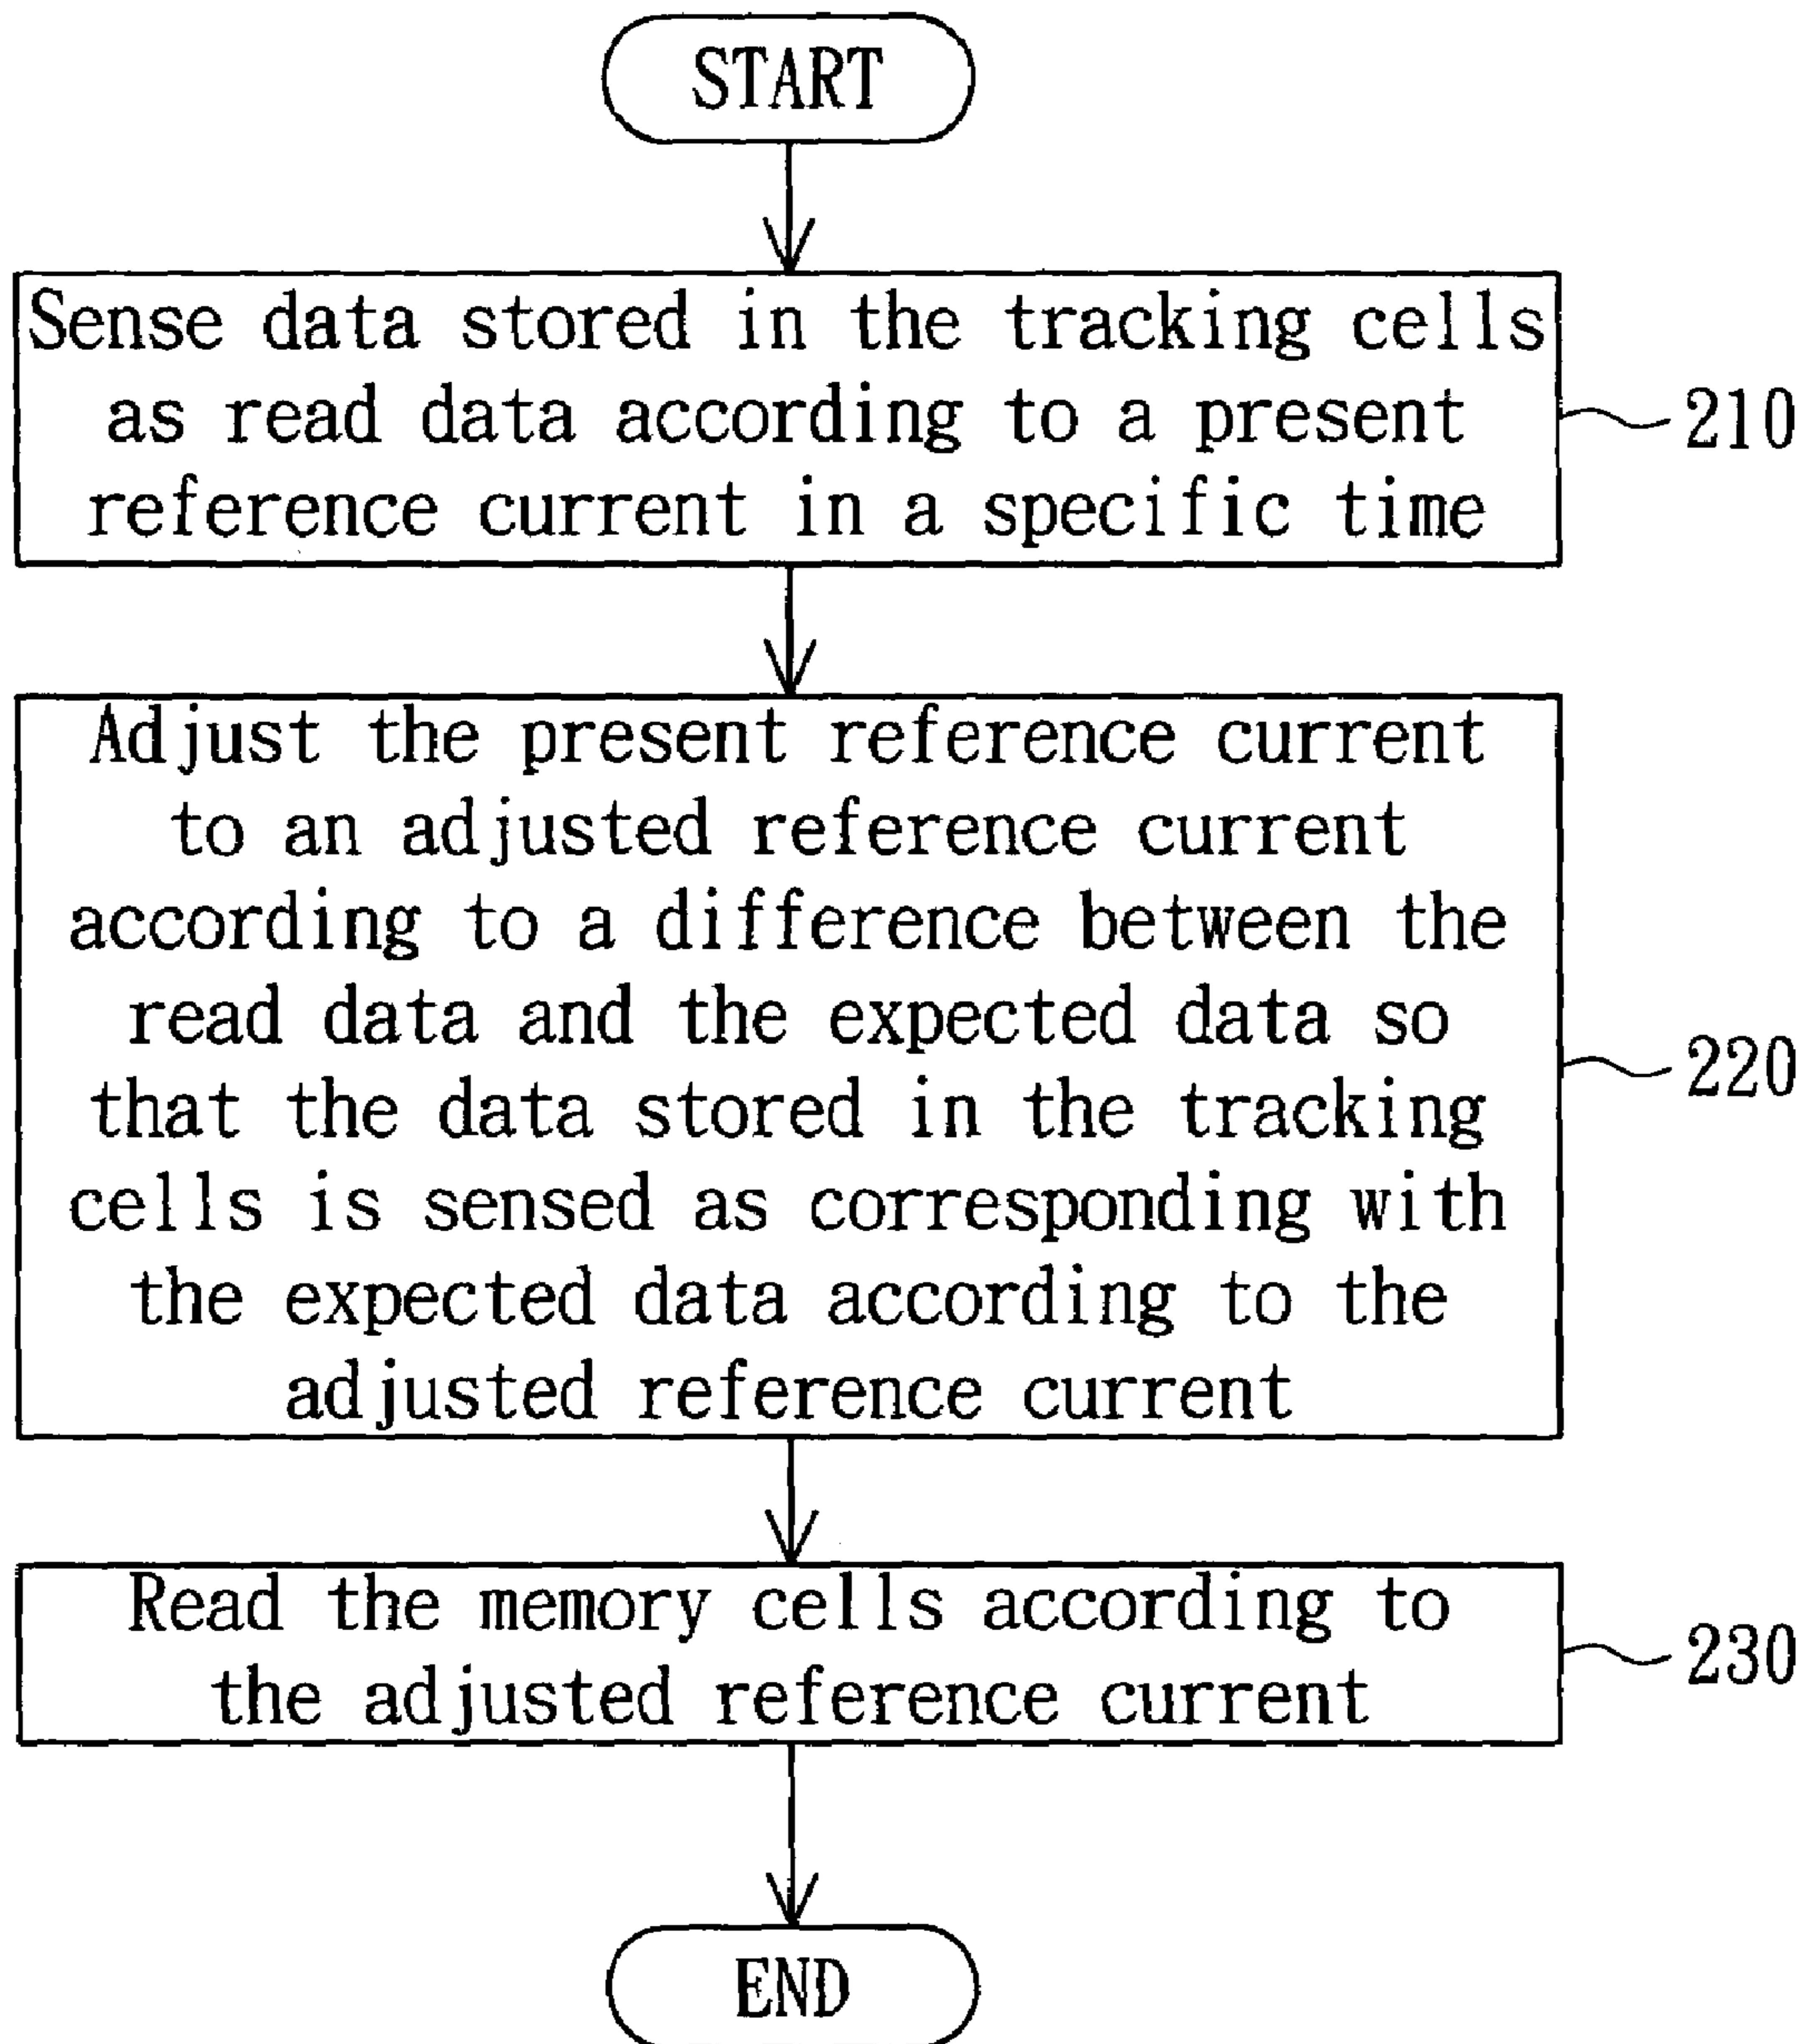 START
Sense data stored in the tracking cells
as read data according to a present
reference current in a specific time
210
Adjust the present reference current
to an adjusted reference current
according to a difference between the
read data and the expected data so
that the data stored in the tracking
cells is sensed as corresponding with
the expected data according to the
adjusted reference current
220
Read the memory cells according to
the adjusted reference current
230
END